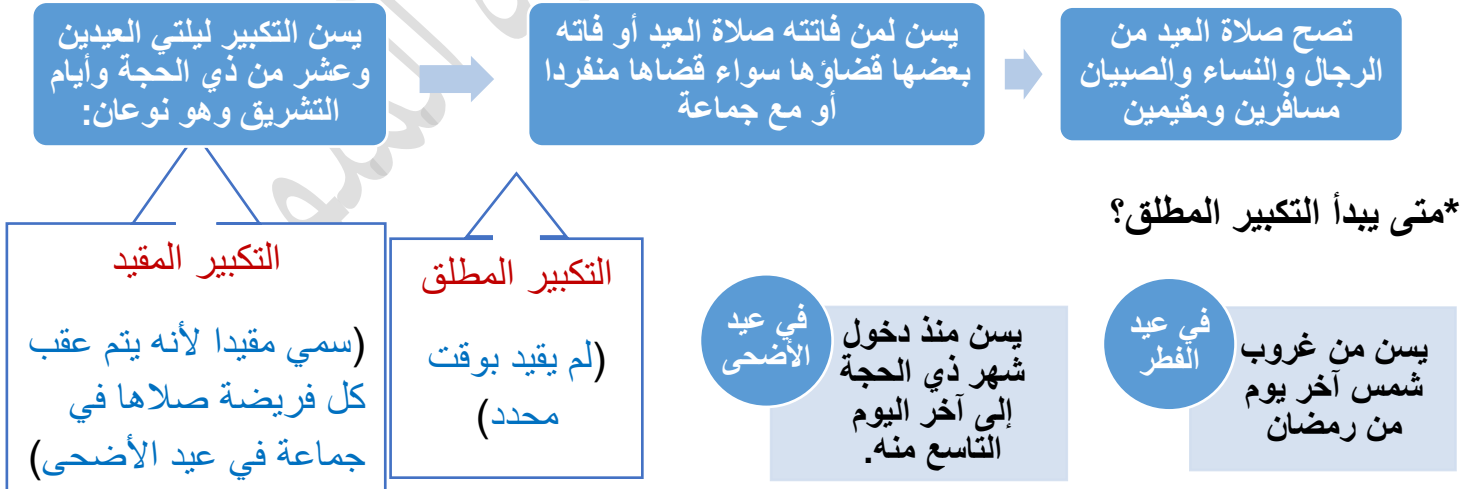 تصح صلاة العيد من
الرجال والنساء والصبيان
مسافرين ومقيمين
يسن لمن فاتته صلاة العيد أو فاته
بعضها قضاؤها سواء قضاها منفردا
أو مع جماعة
يسن التكبير ليلتي العيدين
وعشر من ذي الحجة وأيام
التشريق وهو نوعان:
التكبير المطلق
(لم يقيد بوقت
محدد)
التكبير المقيد
(سمي مقيدا لأنه يتم عقب
كل فريضة صلاها في
جماعة في عيد الأضحى)
*متى يبدأ التكبير المطلق؟
في عيد
الفطر
يسن من غروب
شمس آخر يوم
من رمضان
في عيد
الأضحى
يسن منذ دخول
شهر ذي الحجة
إلى آخر اليوم
التاسع منه.